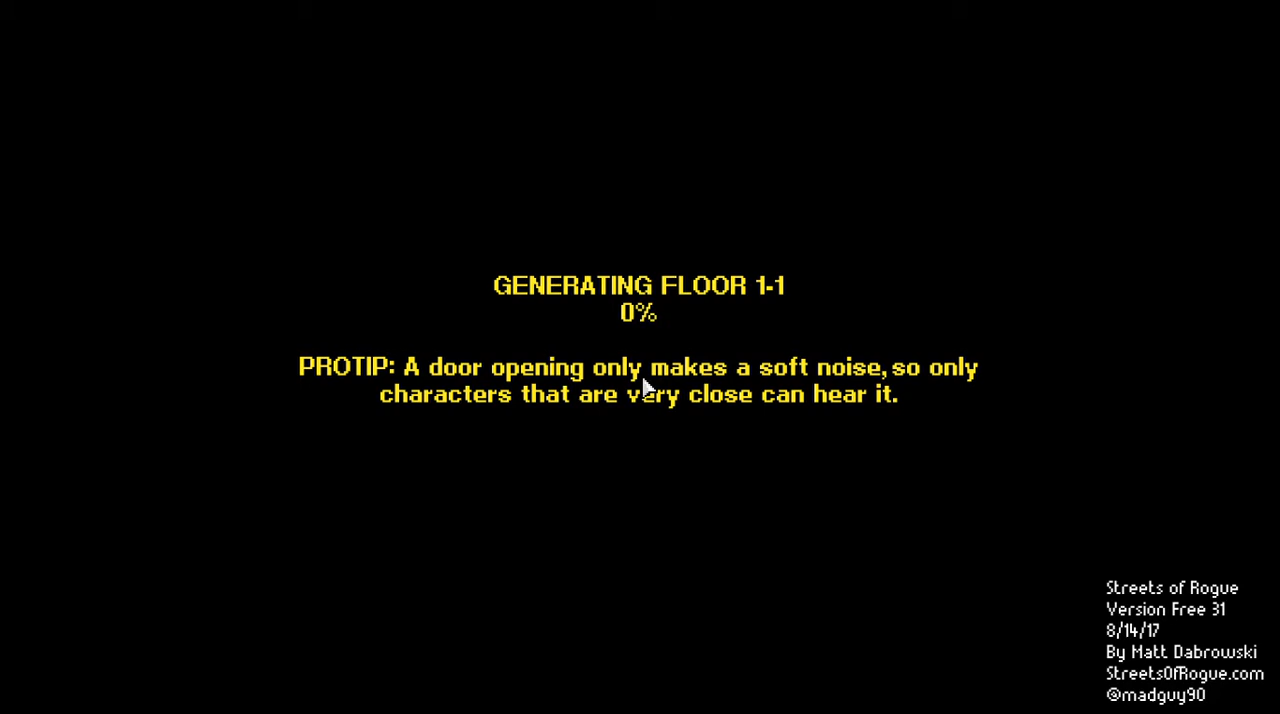 GENERATING FLOOR 1-1
0%
PROTIP: A door opening only makes a soft noise, so only
characters that are very close can hear it.
Streets of Rogue
Version Free 31
8/14/17
By Matt Dabrowski
StreetsOfRogue.com
@madguy90